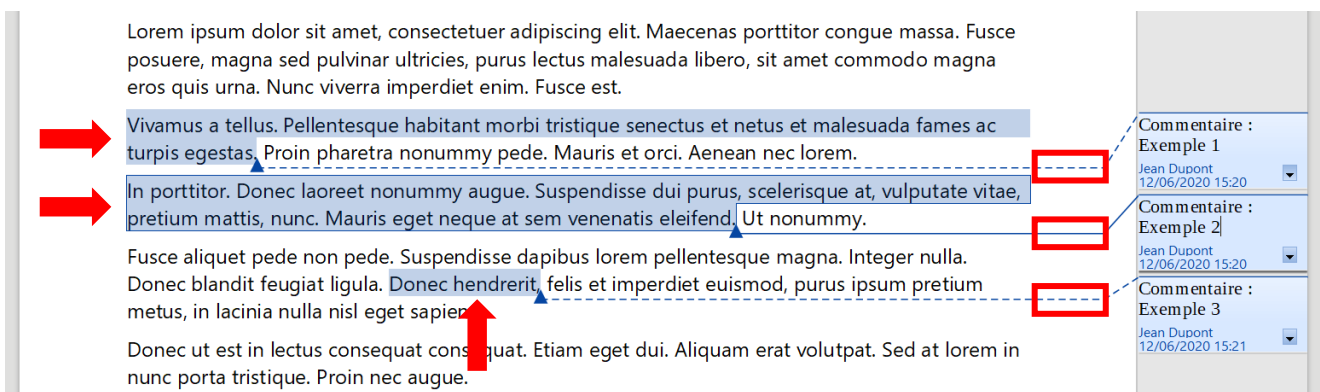 Lorem ipsum dolor sit amet, consectetuer adipiscing elit. Maecenas porttitor congue massa. Fusce
posuere, magna sed pulvinar ultricies, purus lectus malesuada libero, sit amet commodo magna
eros quis urna. Nunc viverra imperdiet enim. Fusce est.
Vivamus a tellus. Pellentesque habitant morbi tristique senectus et netus et malesuada fames ac
turpis egestas. Proin pharetra nonummy pede. Mauris et orci. Aenean nec lorem.
In porttitor. Donec laoreet nonummy augue. Suspendisse dui purus, scelerisque at, vulputate vitae,
pretium mattis, nunc. Mauris eget neque at sem venenatis eleifend. Ut nonummy.
Fusce aliquet pede non pede. Suspendisse dapibus lorem pellentesque magna. Integer nulla.
Donec blandit feugiat ligula. Donec hendrerit, felis et imperdiet euismod, purus ipsum pretium
metus, in lacinia nulla nisl eget sapien
Donec ut est in lectus consequat consequat. Etiam eget dui. Aliquam erat volutpat. Sed at lorem in
nunc porta tristique. Proin nec augue.
Commentaire :
Exemple 1
Jean Dupont
12/06/2020 15:20
Commentaire :
Exemple 2
Jean Dupont
12/06/2020 15:20
Commentaire :
Exemple 3
Jean Dupont
12/06/2020 15:21